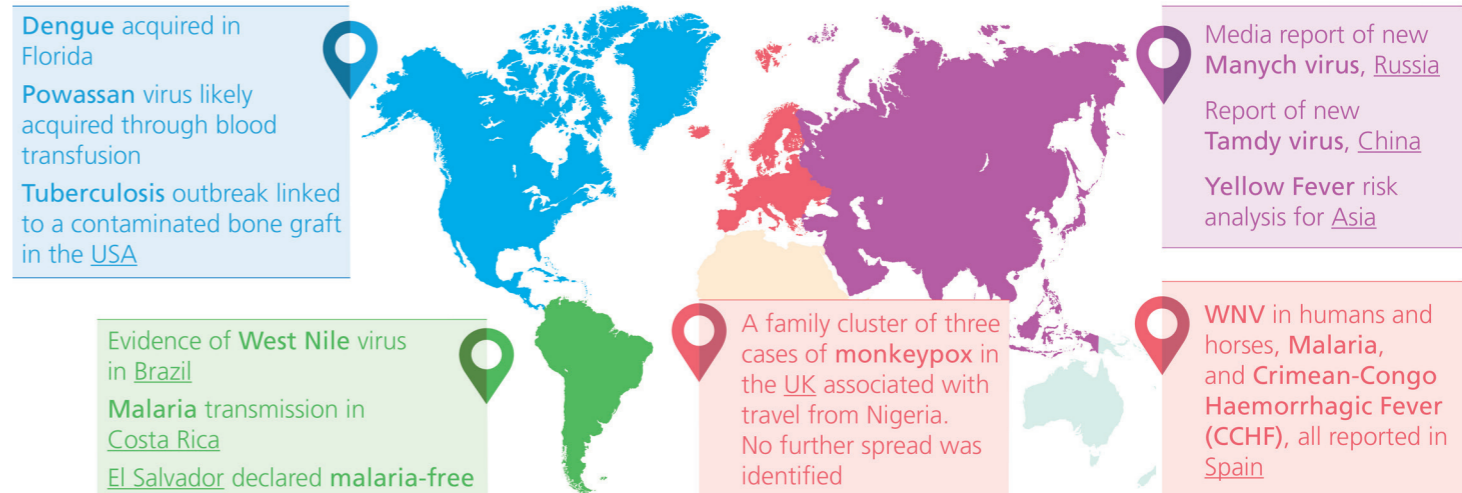 Dengue acquired in
Florida
Powassan virus likely
acquired through blood
transfusion
Tuberculosis outbreak linked
to a contaminated bone graft
in the USA
Media report of new
Manych virus, Russia
Report of new
Tamdy virus, China
Yellow Fever risk
analysis for Asia
Evidence of West Nile virus
in Brazil
Malaria transmission in
Costa Rica
El Salvador declared malaria-free
A family cluster of three
cases of monkeypox in
the UK associated with
travel from Nigeria.
No further spread was
identified
WNV in humans and
horses, Malaria,
and Crimean-Congo
Haemorrhagic Fever
(CCHF), all reported in
Spain